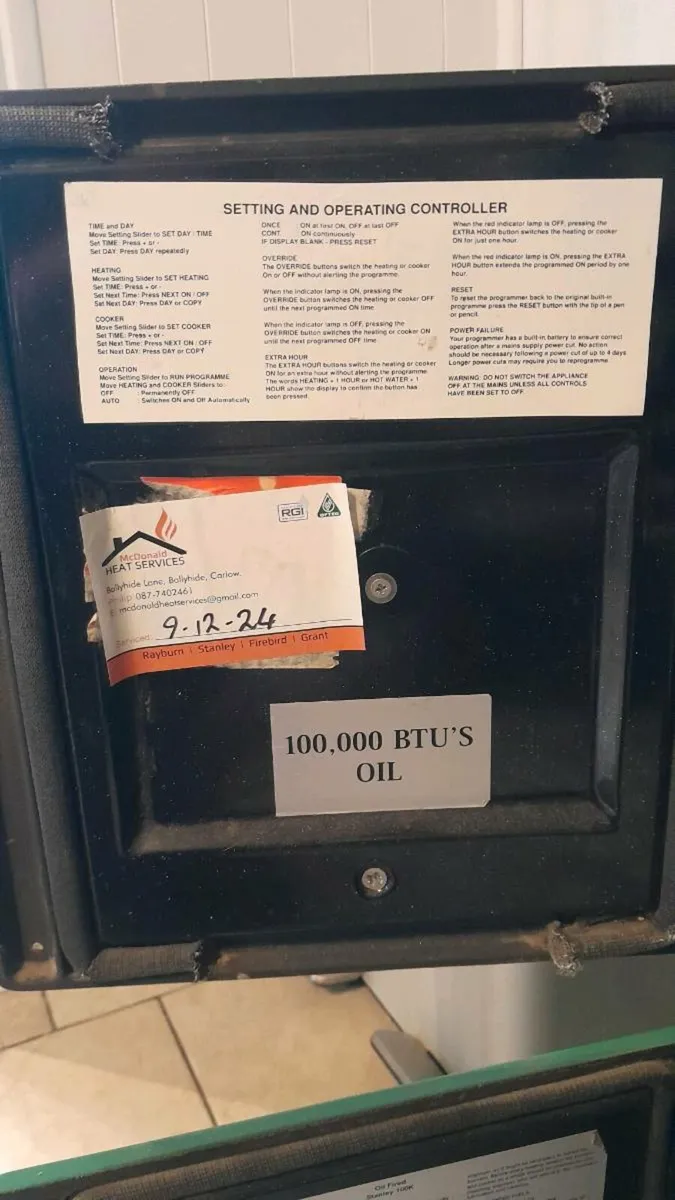 SETTING AND OPERATING CONTROLLER
TIME and DAY
Move Setting Slider to SET DAY / TIME
Set TIME: Press + or -
Set DAY: Press DAY repeatedly
HEATING
Move Setting Slider to SET HEATING
Set TIME: Press + or -
Set Next Time: Press NEXT ON / OFF
Set Next DAY: Press DAY or COPY
COOKER
Move Setting Slider to SET COOKER
Set TIME: Press + or -
Set Next Time: Press NEXT ON / OFF
Set Next DAY: Press DAY or COPY
OPERATION
Move Setting Slider to RUN PROGRAMME
Move HEATING and COOKER Sliders to:
OFF : Permanently OFF
AUTO : Switches ON and Off Automatically
ONCE ON at first ON, OFF at last OFF
CONT ON continuously
IF DISPLAY BLANK - PRESS RESET
OVERRIDE
The OVERRIDE buttons switch the heating or cooker
On or OFF without alerting the programme.
When the indicator lamp is ON, pressing the
OVERRIDE button switches the heating or cooker OFF
until the next programmed ON time.
When the indicator lamp is OFF, pressing the
OVERRIDE button switches the heating or cooker ON
until the next programmed OFF time
EXTRA HOUR
The EXTRA HOUR buttons switch the heating or cooker
ON for an extra hour without alerting the programme.
The words HEATING + 1 HOUR or HOT WATER + 1
HOUR show the display to confirm the button has
been pressed.
When the red indicator lamp is OFF, pressing the
EXTRA HOUR button switches the heating or cooker
ON for just one hour.
When the red indicator lamp is ON, pressing the EXTRA
HOUR button extends the programmed ON period by one
hour.
RESET
To reset the programmer back to the original built-in
programme press the RESET button with the tip of a pen
or pencil.
POWER FAILURE
Your programmer has a built-in battery to ensure correct
operation after a mains supply power cut. No action
should be necessary following a power cut of up to 4 days
Longer power cuts may require you to reprogramme.
WARNING: DO NOT SWITCH THE APPLIANCE
OFF AT THE MAINS UNLESS ALL CONTROLS
HAVE BEEN SET TO OFF.
RGI
McDonald
HEAT SERVICES
Ballyhide Lane, Ballyhide, Carlow.
087-7402461
mcdonaldheatservices@gmail.com
Serviced: 9-12-24
Rayburn | Stanley | Firebird | Grant
100,000 BTU'S
OIL
Oil Fired
Stanley 100K